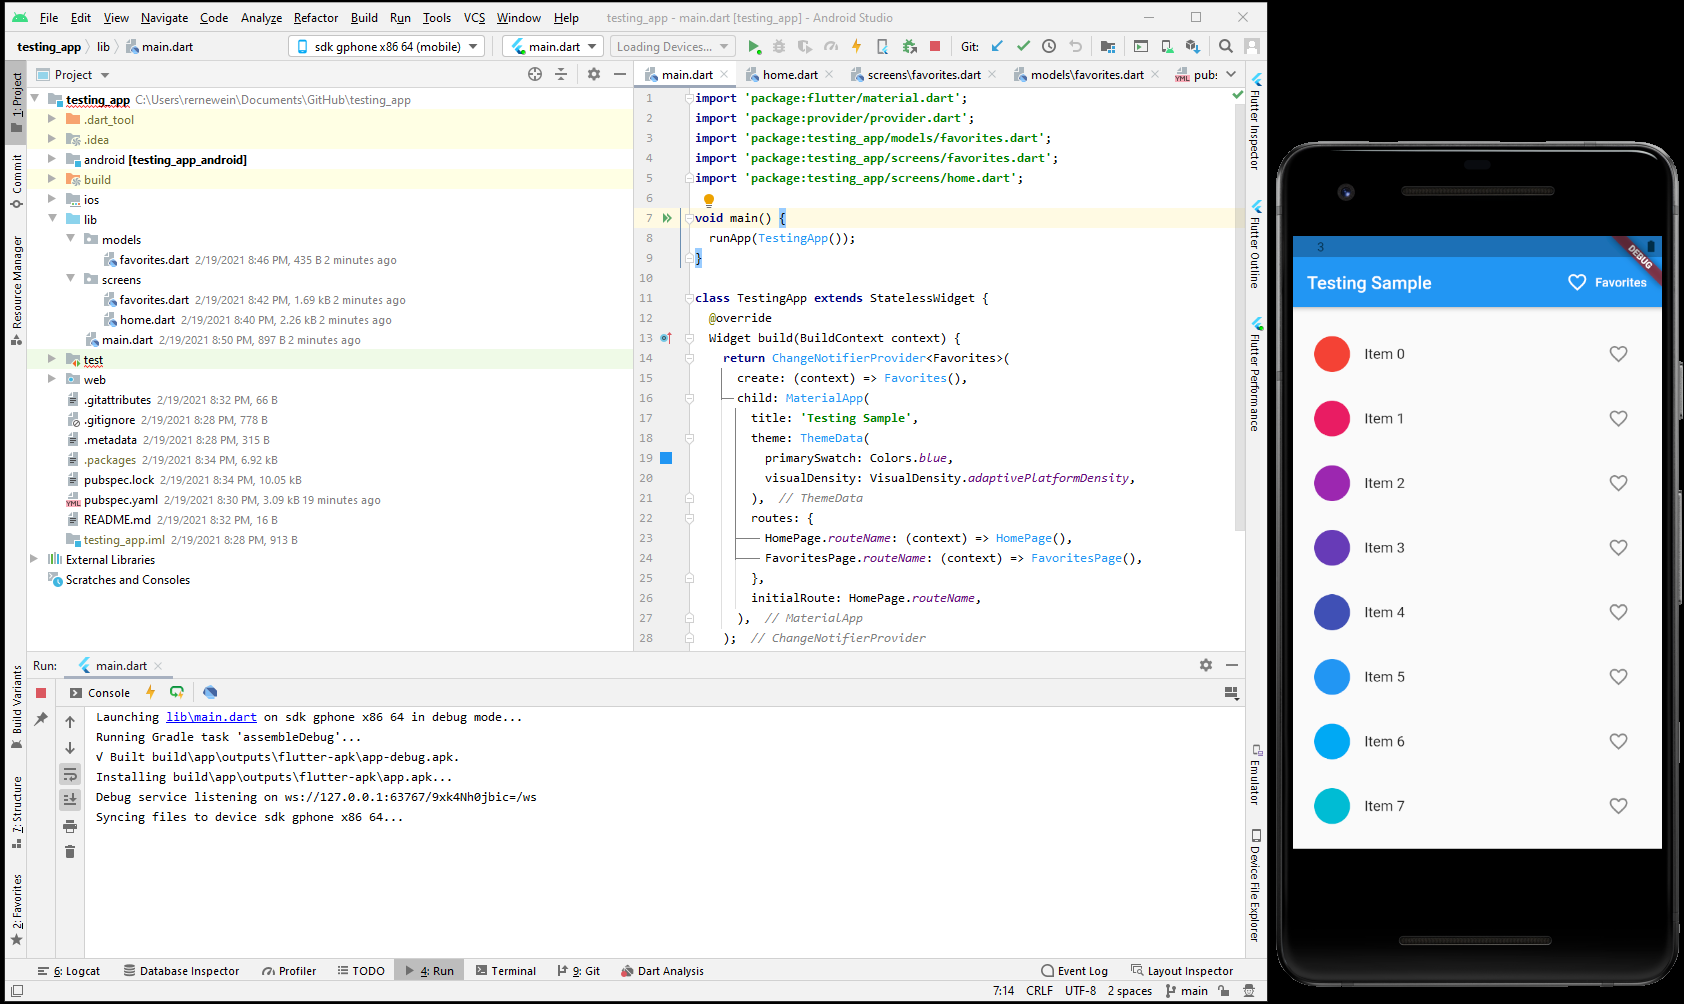 File Edit View Navigate Code Analyze Refactor Build Run Tools VCS Window Help testing_app - main.dart [testing_app] - Android Studio
testing_app lib main.dart sdk gphone x86 64 (mobile) main.dart Loading Devices... Git:
Project main.dart home.dart screens\favorites.dart models\favorites.dart pubs
1: Project
Commit
Resource Manager
Build Variants
7: Structure
2: Favorites
testing_app C:\Users\rernewein\Documents\GitHub\testing_app
.dart_tool
.idea
android [testing_app_android]
build
ios
lib
models
favorites.dart 2/19/2021 8:46 PM, 435 B 2 minutes ago
screens
favorites.dart 2/19/2021 8:42 PM, 1.69 kB 2 minutes ago
home.dart 2/19/2021 8:40 PM, 2.26 kB 2 minutes ago
main.dart 2/19/2021 8:50 PM, 897 B 2 minutes ago
test
web
.gitattributes 2/19/2021 8:32 PM, 66 B
.gitignore 2/19/2021 8:28 PM, 778 B
.metadata 2/19/2021 8:28 PM, 315 B
.packages 2/19/2021 8:34 PM, 6.92 kB
pubspec.lock 2/19/2021 8:34 PM, 10.05 kB
pubspec.yaml 2/19/2021 8:30 PM, 3.09 kB 19 minutes ago
README.md 2/19/2021 8:32 PM, 16 B
testing_app.iml 2/19/2021 8:28 PM, 913 B
External Libraries
Scratches and Consoles
1 import 'package:flutter/material.dart';
2 import 'package:provider/provider.dart';
3 import 'package:testing_app/models/favorites.dart';
4 import 'package:testing_app/screens/favorites.dart';
5 import 'package:testing_app/screens/home.dart';
6
7 void main() {
8 runApp(TestingApp());
9 }
10
11 class TestingApp extends StatelessWidget {
12 @override
13 Widget build(BuildContext context) {
14 return ChangeNotifierProvider<Favorites>(
15 create: (context) => Favorites(),
16 child: MaterialApp(
17 title: 'Testing Sample',
18 theme: ThemeData(
19 primarySwatch: Colors.blue,
20 visualDensity: VisualDensity.adaptivePlatformDensity,
21 ), // ThemeData
22 routes: {
23 HomePage.routeName: (context) => HomePage(),
24 FavoritesPage.routeName: (context) => FavoritesPage(),
25 },
26 initialRoute: HomePage.routeName,
27 ), // MaterialApp
28 ); // ChangeNotifierProvider
Flutter Inspector
Flutter Outline
Flutter Performance
Emulator
Device File Explorer
Run: main.dart
Console
Launching lib\main.dart on sdk gphone x86 64 in debug mode...
Running Gradle task 'assembleDebug'...
√ Built build\app\outputs\flutter-apk\app-debug.apk.
Installing build\app\outputs\flutter-apk\app.apk...
Debug service listening on ws://127.0.0.1:63767/9xk4Nh0jbic=/ws
Syncing files to device sdk gphone x86 64...
6: Logcat Database Inspector Profiler TODO 4: Run Terminal 9: Git Dart Analysis Event Log Layout Inspector
7:14 CRLF UTF-8 2 spaces main
3
DEBUG
Testing Sample Favorites
Item 0
Item 1
Item 2
Item 3
Item 4
Item 5
Item 6
Item 7